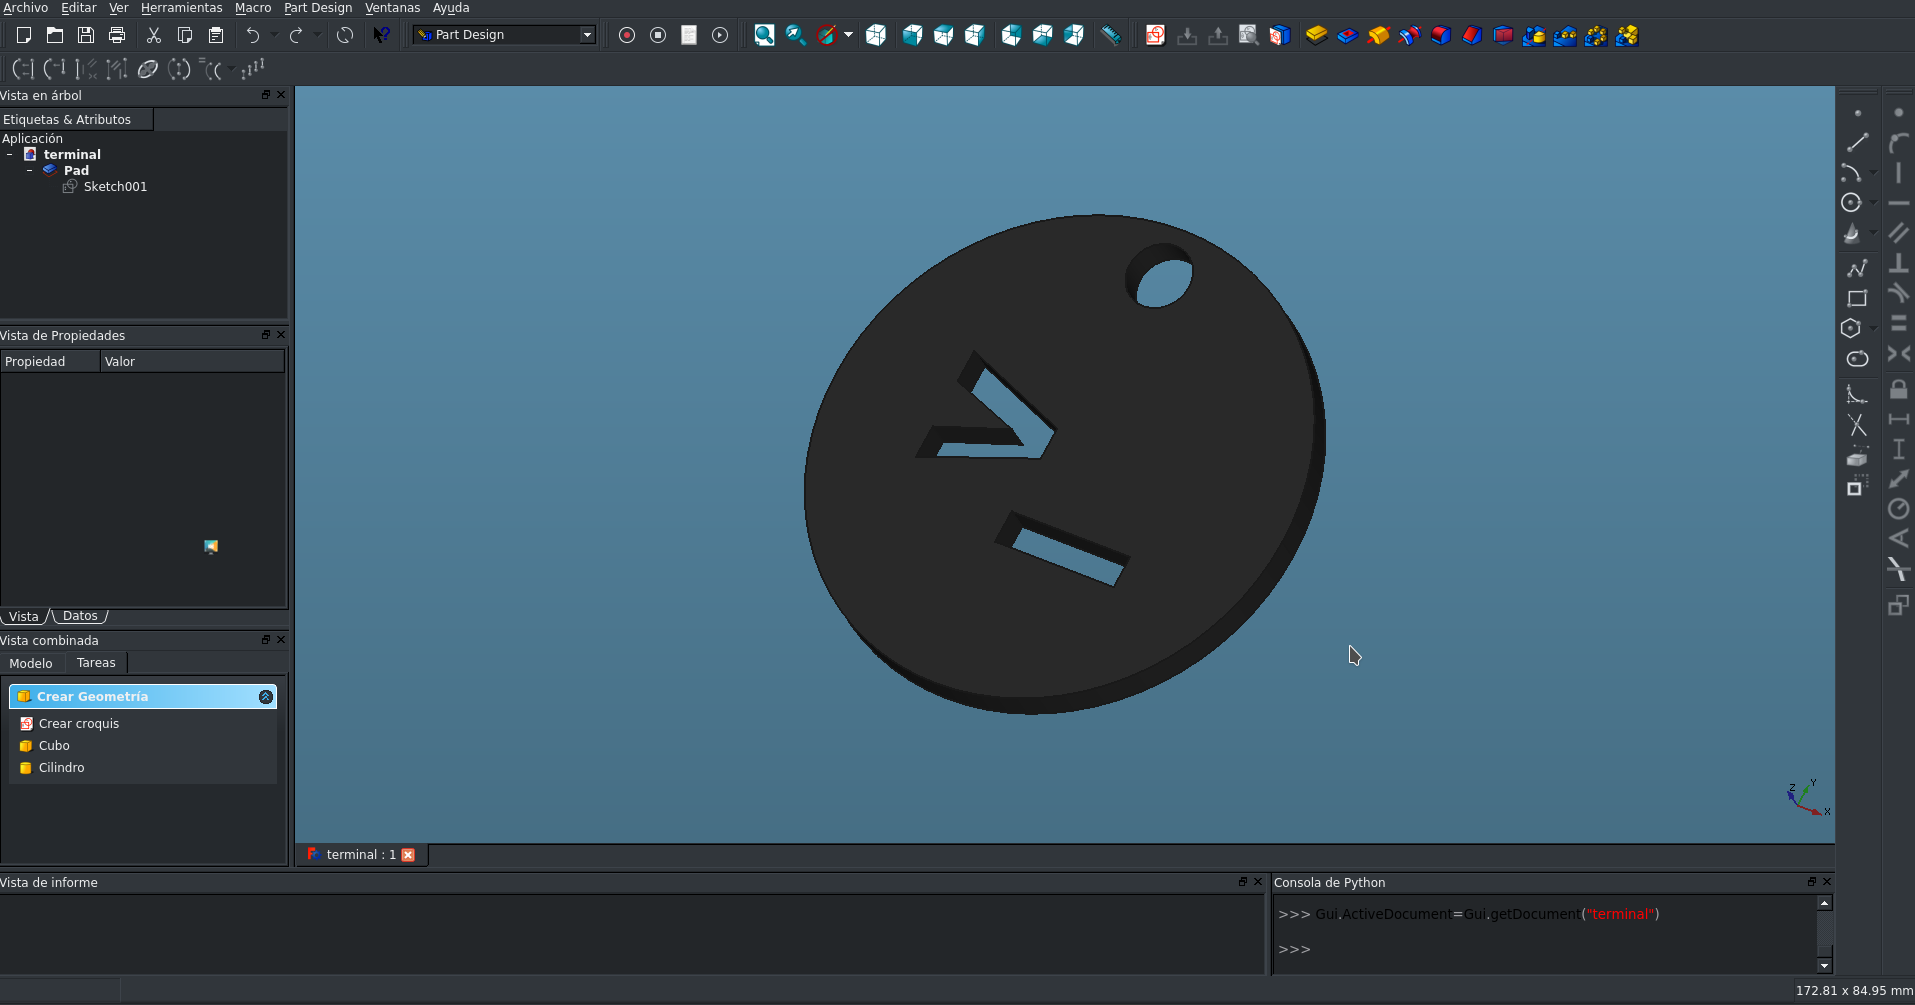 Archivo Editar Ver Herramientas Macro Part Design Ventanas Ayuda
Part Design
Vista en árbol
Etiquetas & Atributos
Aplicación
terminal
Pad
Sketch001
Vista de Propiedades
Propiedad Valor
Vista Datos
Vista combinada
Modelo Tareas
Crear Geometría
Crear croquis
Cubo
Cilindro
Z Y X
terminal : 1
Vista de informe
Consola de Python
>>> Gui.ActiveDocument=Gui.getDocument("terminal")
>>>
172.81 x 84.95 mm